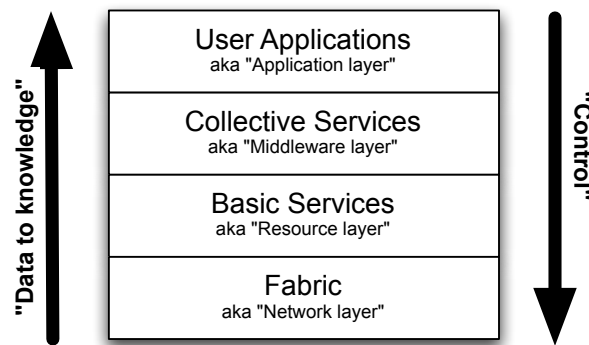 "Data to knowledge"
User Applications
aka "Application layer"
Collective Services
aka "Middleware layer"
Basic Services
aka "Resource layer"
Fabric
aka "Network layer"
"Control"